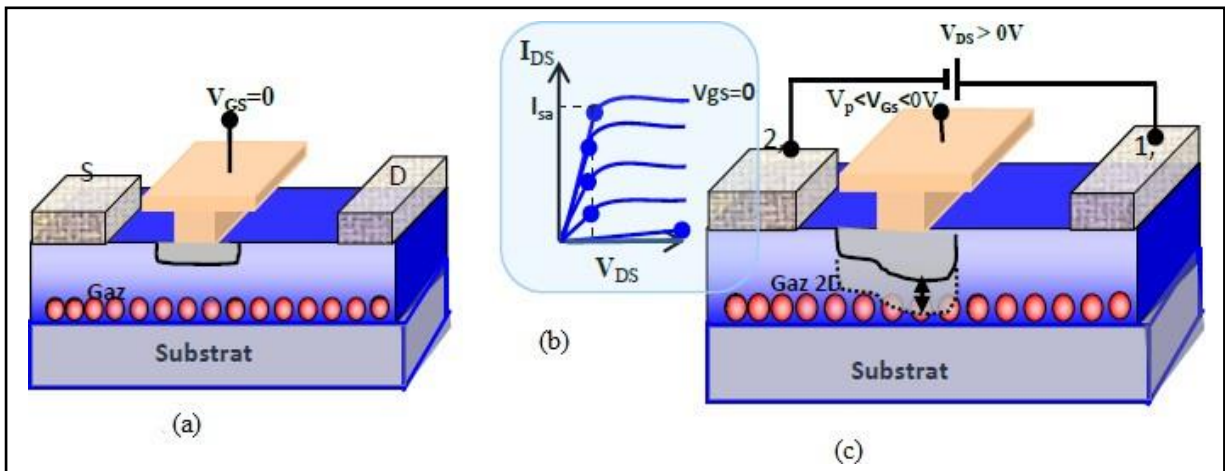 V_GS=0
S
D
Gaz
Substrat
(a)
I_DS
I_sa
Vgs=0
V_DS
(b)
V_DS > 0V
V_p<V_GS<0V
2,
1,
Gaz 2D
Substrat
(c)